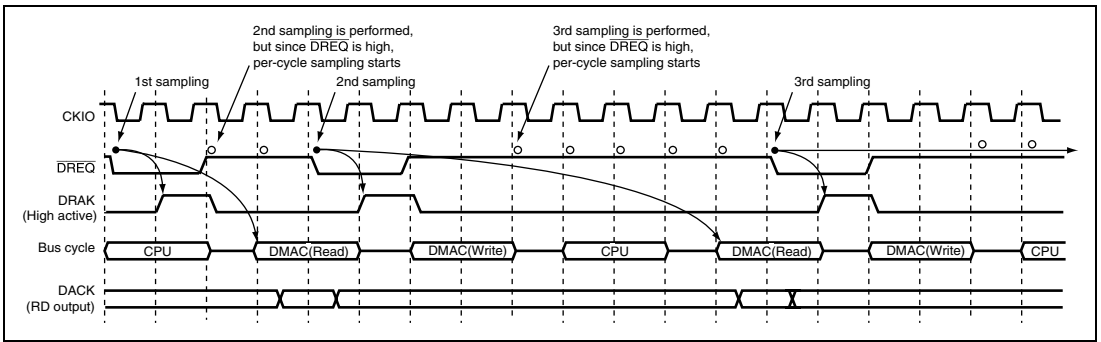 2nd sampling is performed,
but since DREQ is high,
per-cycle sampling starts
3rd sampling is performed,
but since DREQ is high,
per-cycle sampling starts
1st sampling
2nd sampling
3rd sampling
CKIO
DREQ
DRAK
(High active)
Bus cycle
CPU
DMAC(Read)
DMAC(Write)
CPU
DMAC(Read)
DMAC(Write)
CPU
DACK
(RD output)